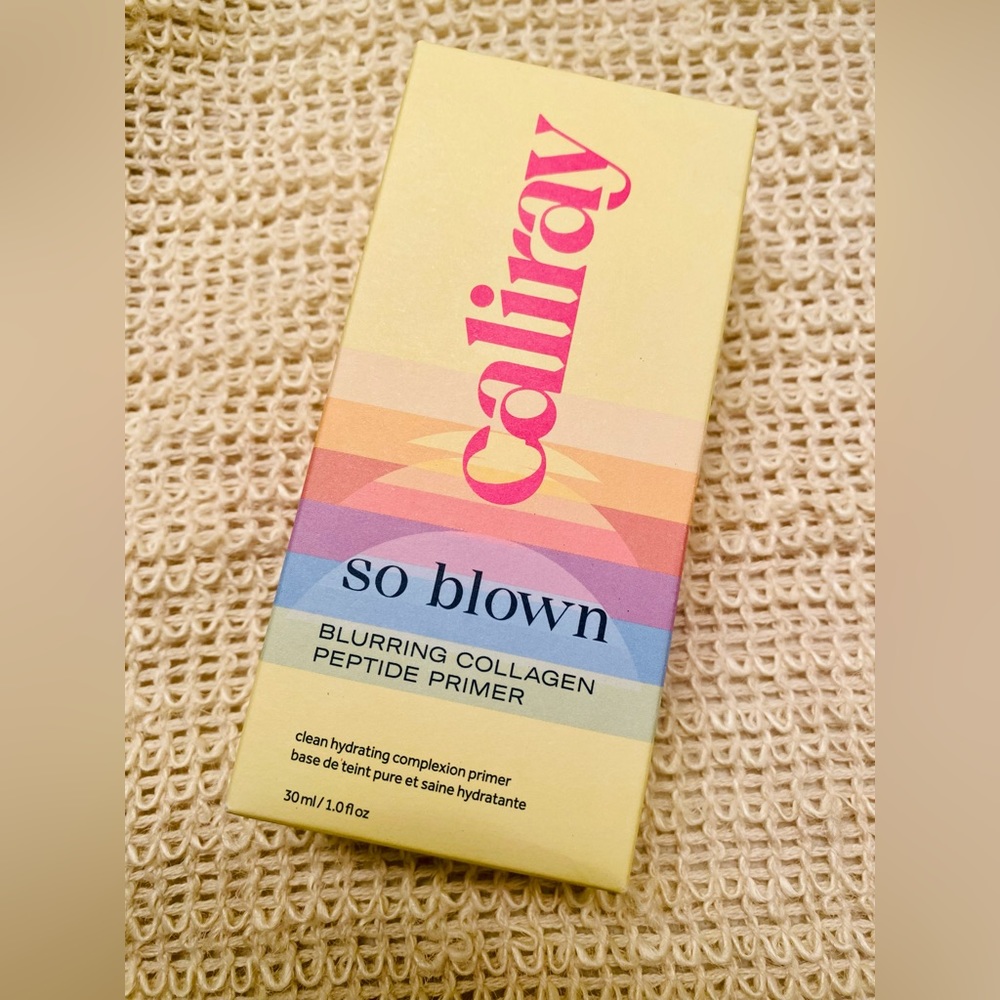 caliray
so blown
BLURRING COLLAGEN
PEPTIDE PRIMER
clean hydrating complexion primer
base de teint pure et saine hydratante
30 ml / 1.0 fl oz